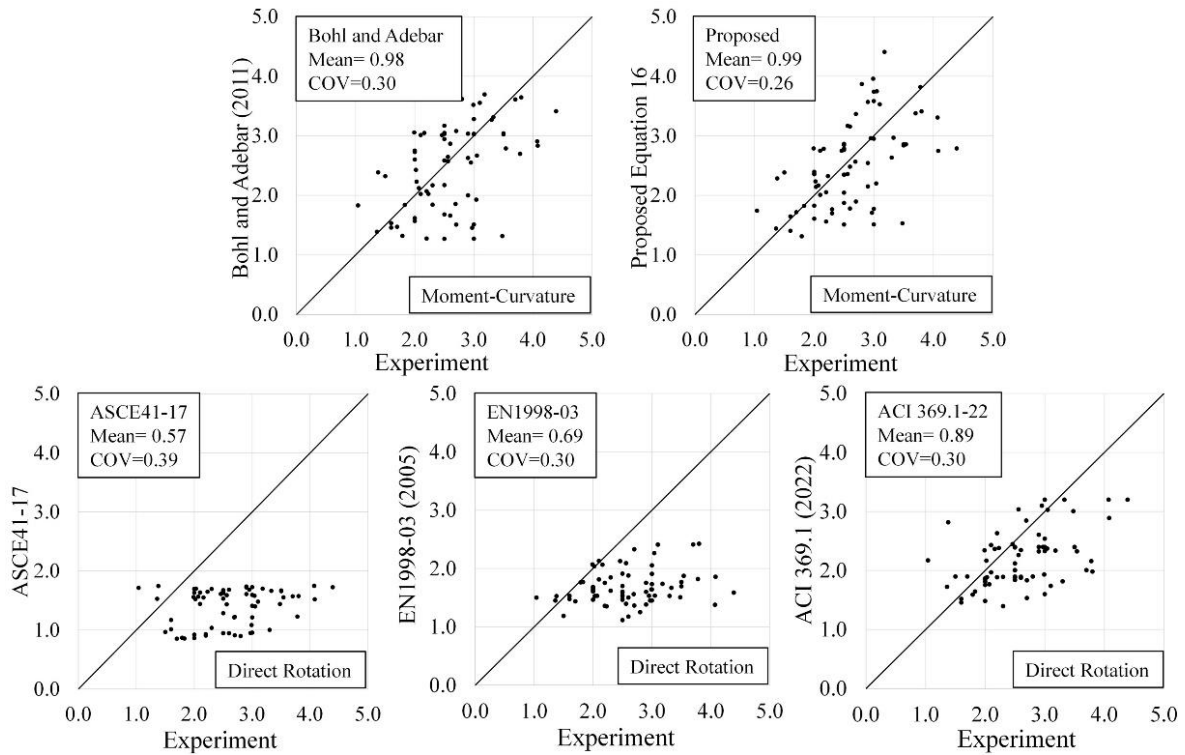 5.0
4.0
3.0
2.0
1.0
0.0
Bohl and Adebar (2011)
Bohl and Adebar
Mean= 0.98
COV=0.30
Moment-Curvature
0.0 1.0 2.0 3.0 4.0 5.0
Experiment
5.0
4.0
3.0
2.0
1.0
0.0
Proposed Equation 16
Proposed
Mean= 0.99
COV=0.26
Moment-Curvature
0.0 1.0 2.0 3.0 4.0 5.0
Experiment
5.0
4.0
3.0
2.0
1.0
0.0
ASCE41-17
ASCE41-17
Mean= 0.57
COV=0.39
Direct Rotation
0.0 1.0 2.0 3.0 4.0 5.0
Experiment
5.0
4.0
3.0
2.0
1.0
0.0
EN1998-03 (2005)
EN1998-03
Mean= 0.69
COV=0.30
Direct Rotation
0.0 1.0 2.0 3.0 4.0 5.0
Experiment
5.0
4.0
3.0
2.0
1.0
0.0
ACI 369.1 (2022)
ACI 369.1-22
Mean= 0.89
COV=0.30
Direct Rotation
0.0 1.0 2.0 3.0 4.0 5.0
Experiment